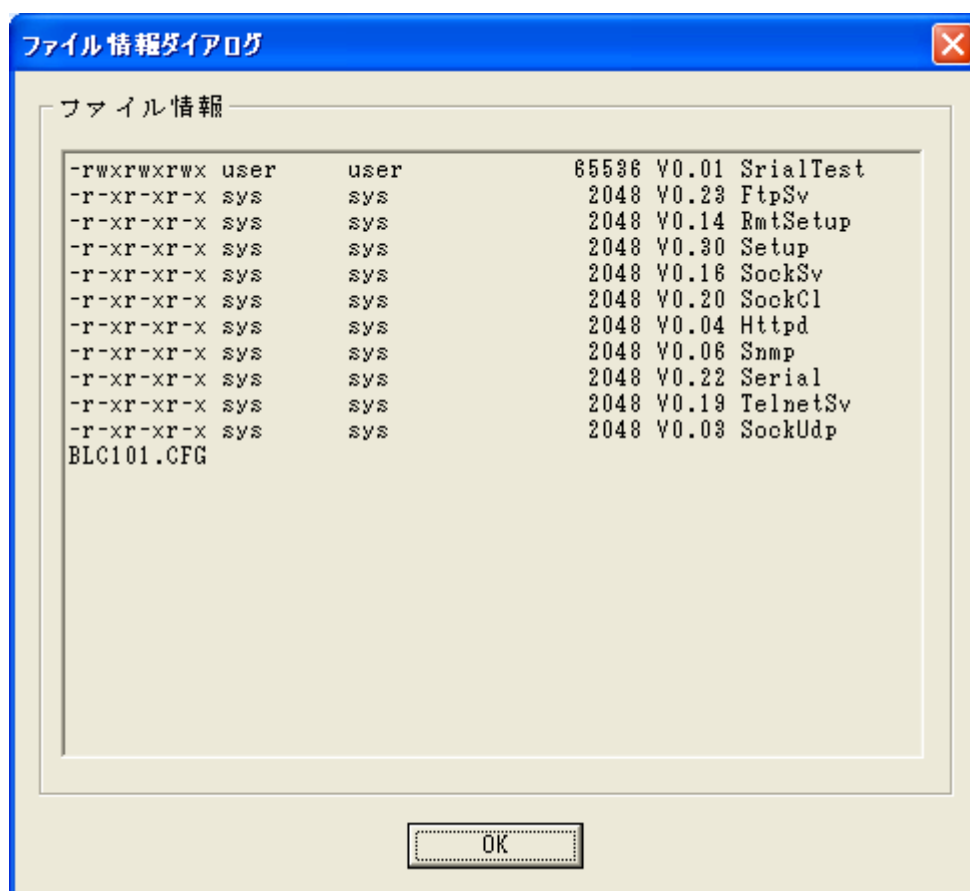 ファイル情報ダイアログ
ファイル情報
-rwxrwxrwx user user 65536 V0.01 SrialTest
-r-xr-xr-x sys sys 2048 V0.23 FtpSv
-r-xr-xr-x sys sys 2048 V0.14 RmtSetup
-r-xr-xr-x sys sys 2048 V0.30 Setup
-r-xr-xr-x sys sys 2048 V0.16 SockSv
-r-xr-xr-x sys sys 2048 V0.20 SockCl
-r-xr-xr-x sys sys 2048 V0.04 Httpd
-r-xr-xr-x sys sys 2048 V0.06 Snmp
-r-xr-xr-x sys sys 2048 V0.22 Serial
-r-xr-xr-x sys sys 2048 V0.19 TelnetSv
-r-xr-xr-x sys sys 2048 V0.03 SockUdp
BLC101.CFG
OK